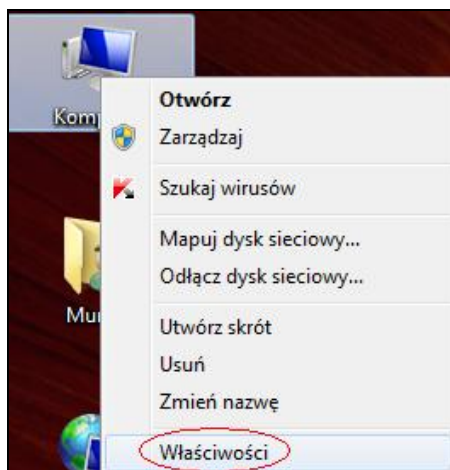 Otwórz
Zarządzaj
Szukaj wirusów
Mapuj dysk sieciowy...
Odłącz dysk sieciowy...
Utwórz skrót
Usuń
Zmień nazwę
Właściwości